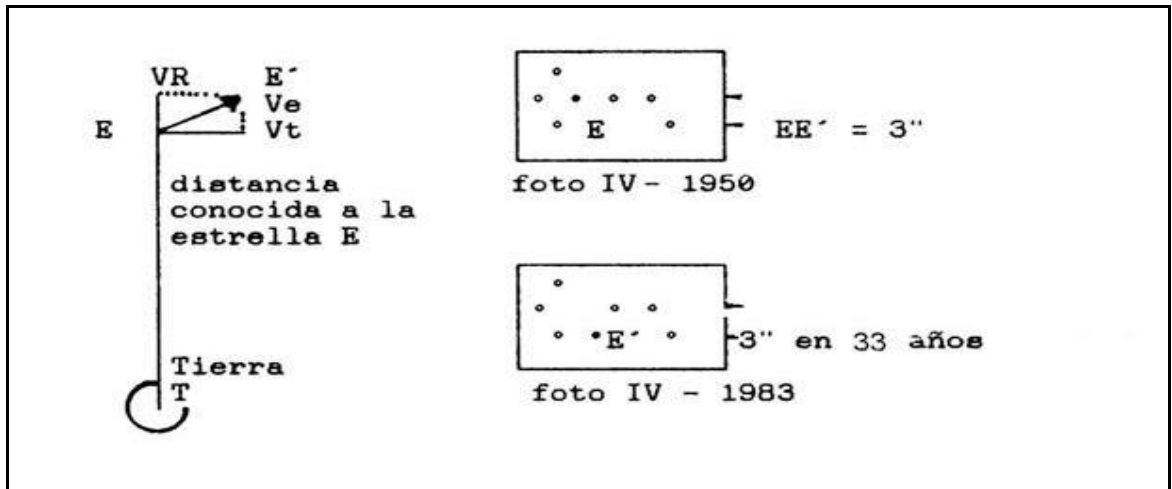 VR E´
Ve
E Vt
distancia
conocida a la
estrella E
Tierra
T
E EE´ = 3"
foto IV - 1950
E´ 3" en 33 años
foto IV - 1983